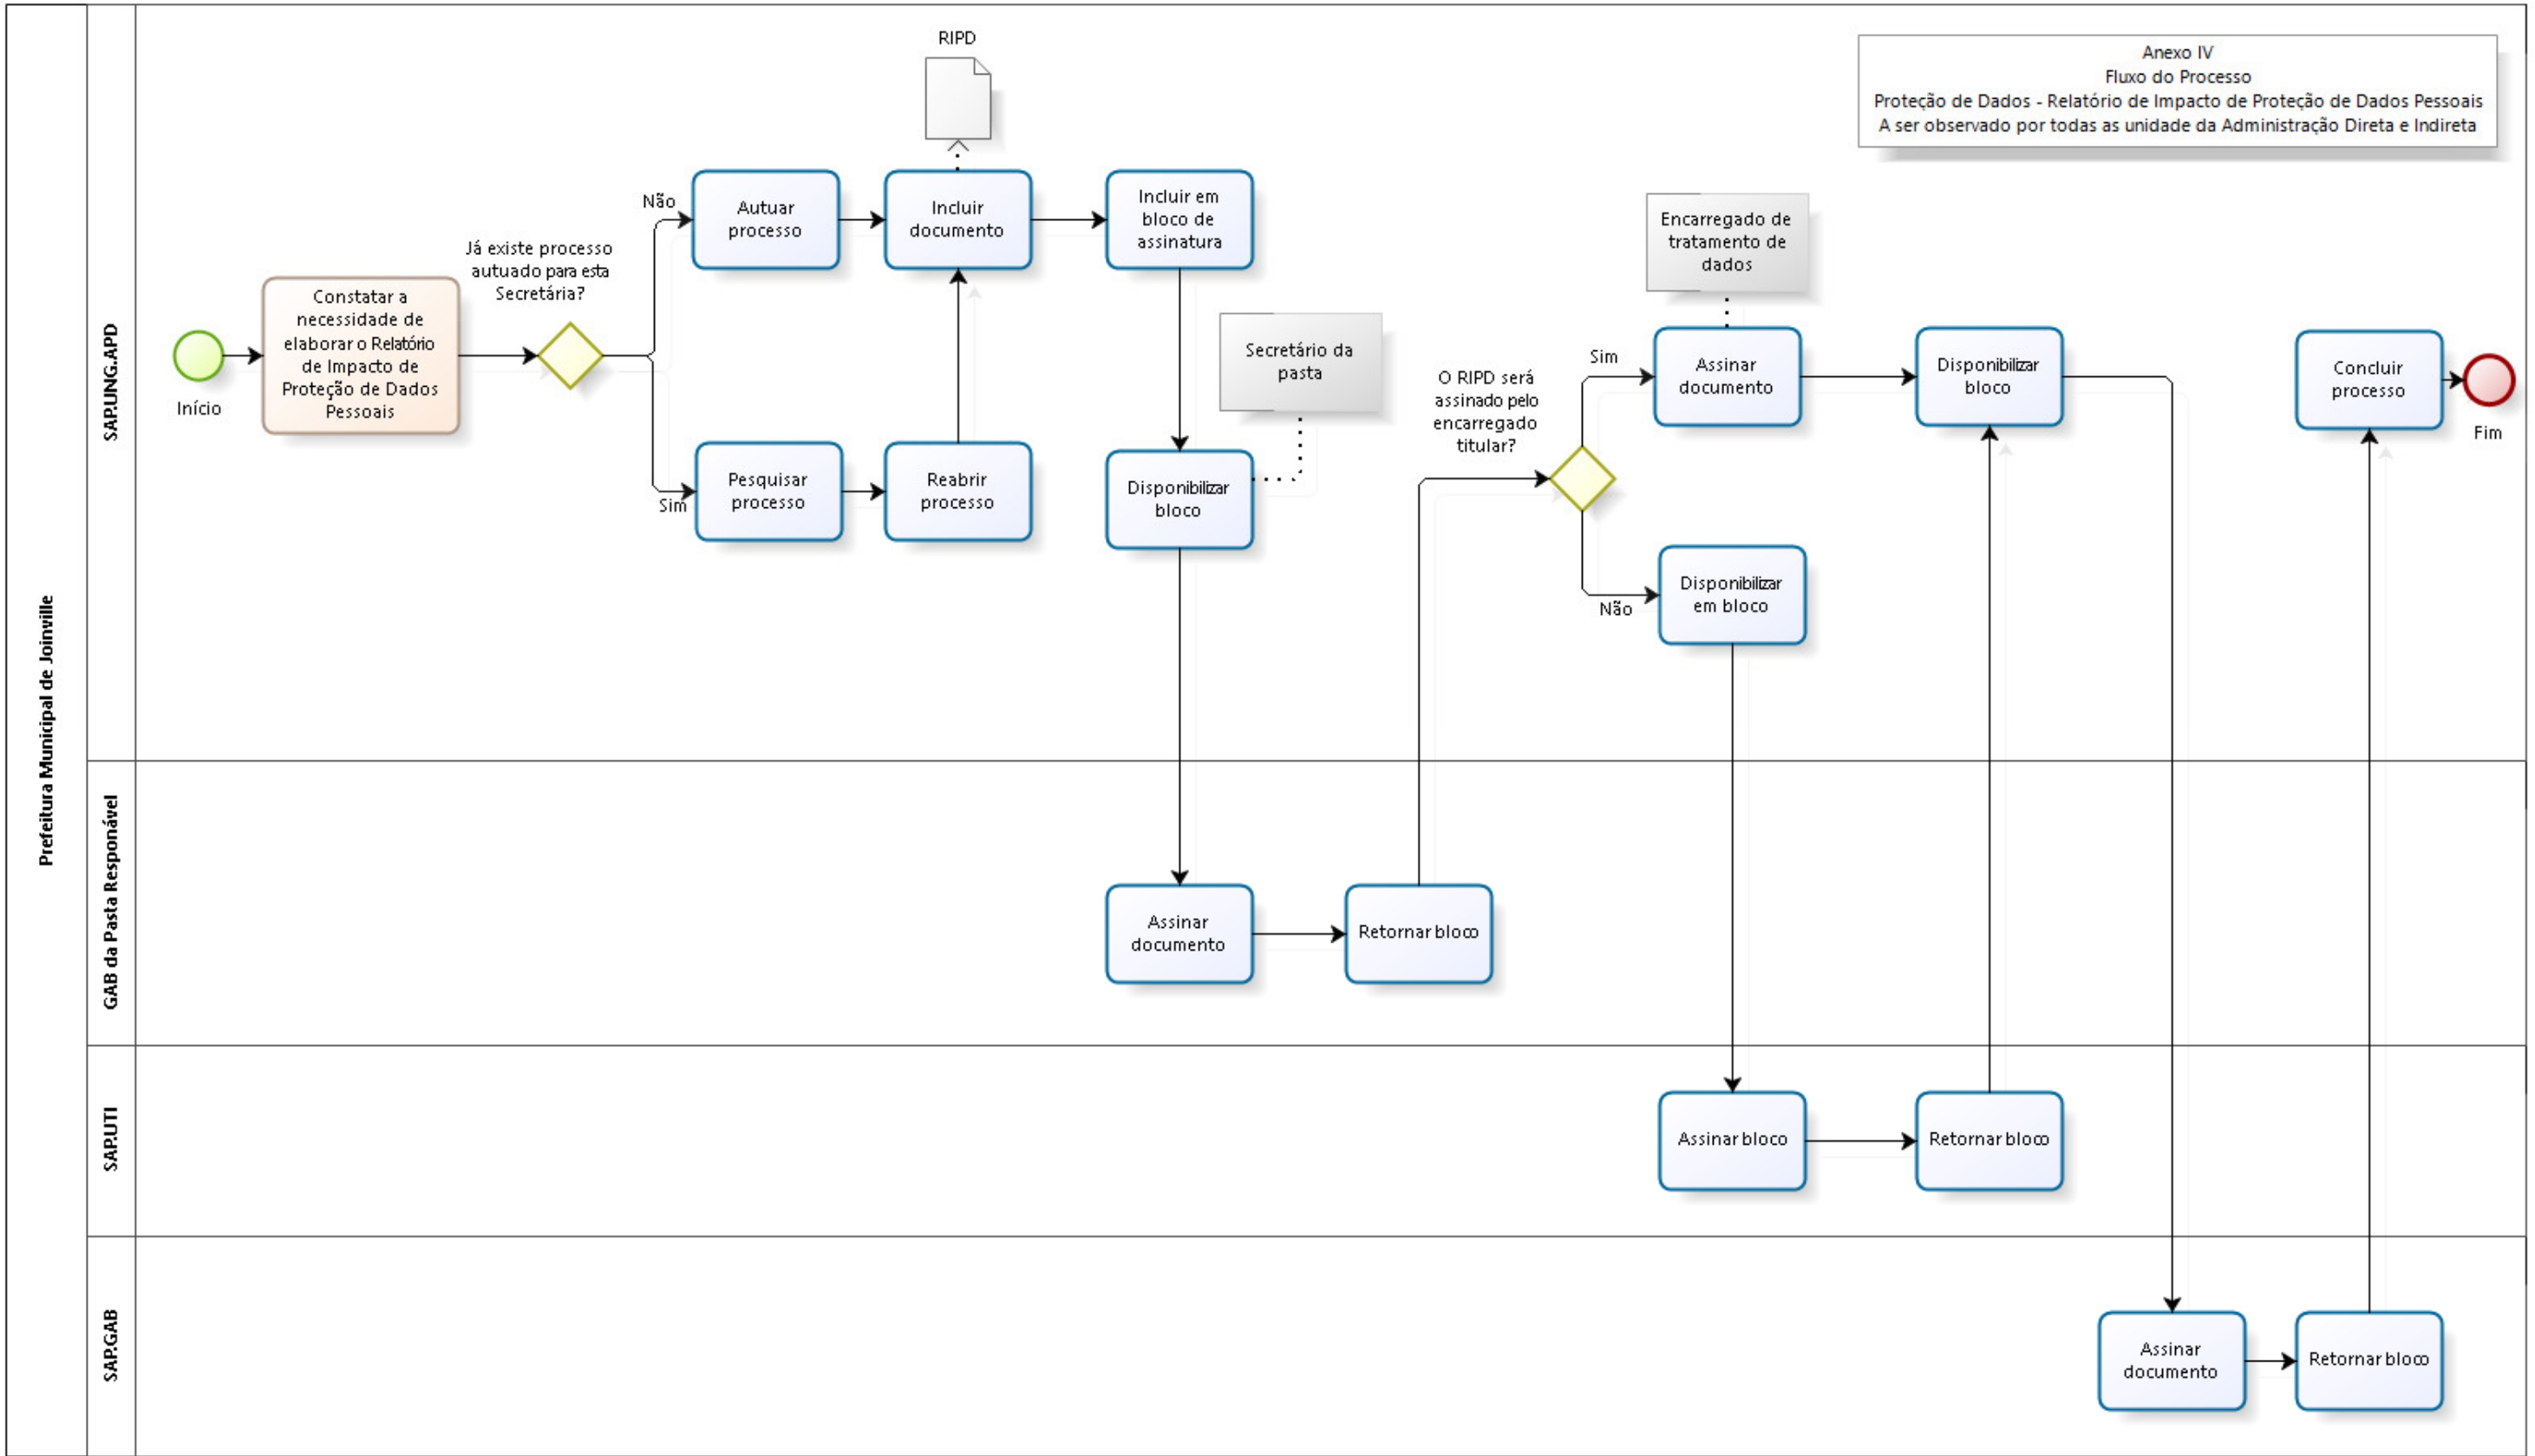 Prefeitura Municipal de Joinville
SAP.UNG.APD
GAB da Pasta Responável
SAP.UTI
SAP.GAB
Anexo IV
Fluxo do Processo
Proteção de Dados - Relatório de Impacto de Proteção de Dados Pessoais
A ser observado por todas as unidade da Administração Direta e Indireta
RIPD
Início
Constatar a
necessidade de
elaborar o Relatório
de Impacto de
Proteção de Dados
Pessoais
Já existe processo
autuado para esta
Secretária?
Não
Sim
Autuar
processo
Incluir
documento
Incluir em
bloco de
assinatura
Pesquisar
processo
Reabrir
processo
Secretário da
pasta
Disponibilizar
bloco
Assinar
documento
Retornar bloco
O RIPD será
assinado pelo
encarregado
titular?
Sim
Não
Encarregado de
tratamento de
dados
Assinar
documento
Disponibilizar
bloco
Disponibilizar
em bloco
Assinar bloco
Retornar bloco
Assinar
documento
Retornar bloco
Concluir
processo
Fim